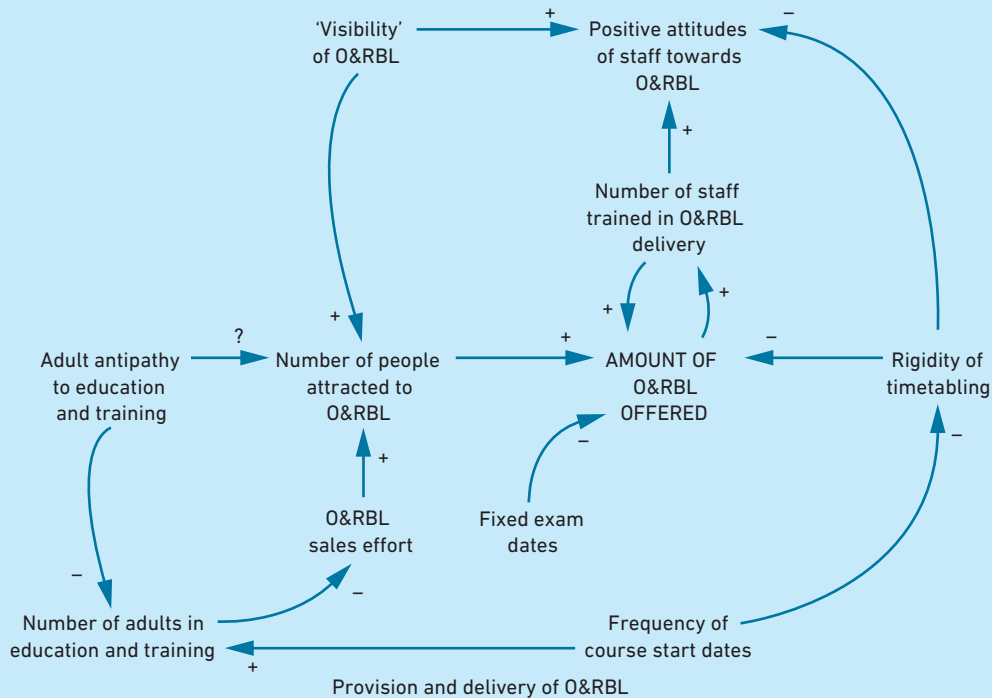 ‘Visibility’
of O&RBL
+
Positive attitudes
of staff towards
O&RBL
–
+
Number of staff
trained in O&RBL
delivery
+
+
+
?
Adult antipathy
to education
and training
Number of people
attracted to
O&RBL
+
AMOUNT OF
O&RBL
OFFERED
–
Rigidity of
timetabling
–
–
+
O&RBL
sales effort
Fixed exam
dates
–
–
Number of adults in
education and training
+
Frequency of
course start dates
Provision and delivery of O&RBL